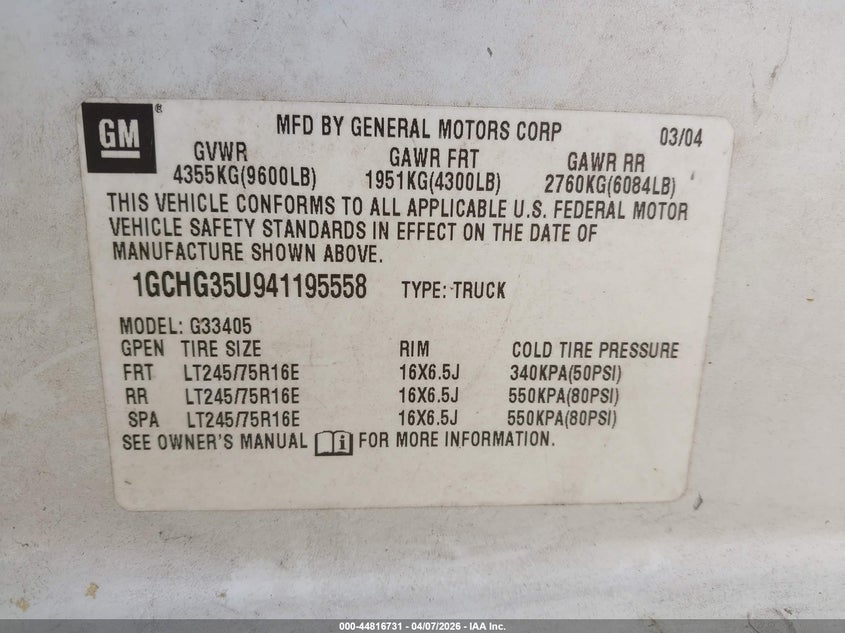 GM ®
MFD BY GENERAL MOTORS CORP 03/04
GVWR GAWR FRT GAWR RR
4355KG(9600LB) 1951KG(4300LB) 2760KG(6084LB)
THIS VEHICLE CONFORMS TO ALL APPLICABLE U.S. FEDERAL MOTOR
VEHICLE SAFETY STANDARDS IN EFFECT ON THE DATE OF
MANUFACTURE SHOWN ABOVE.
1GCHG35U941195558 TYPE: TRUCK
MODEL: G33405
GPEN TIRE SIZE RIM COLD TIRE PRESSURE
FRT LT245/75R16E 16X6.5J 340KPA(50PSI)
RR LT245/75R16E 16X6.5J 550KPA(80PSI)
SPA LT245/75R16E 16X6.5J 550KPA(80PSI)
SEE OWNER'S MANUAL i FOR MORE INFORMATION.
000-44816731 - 04/07/2026 - IAA Inc.